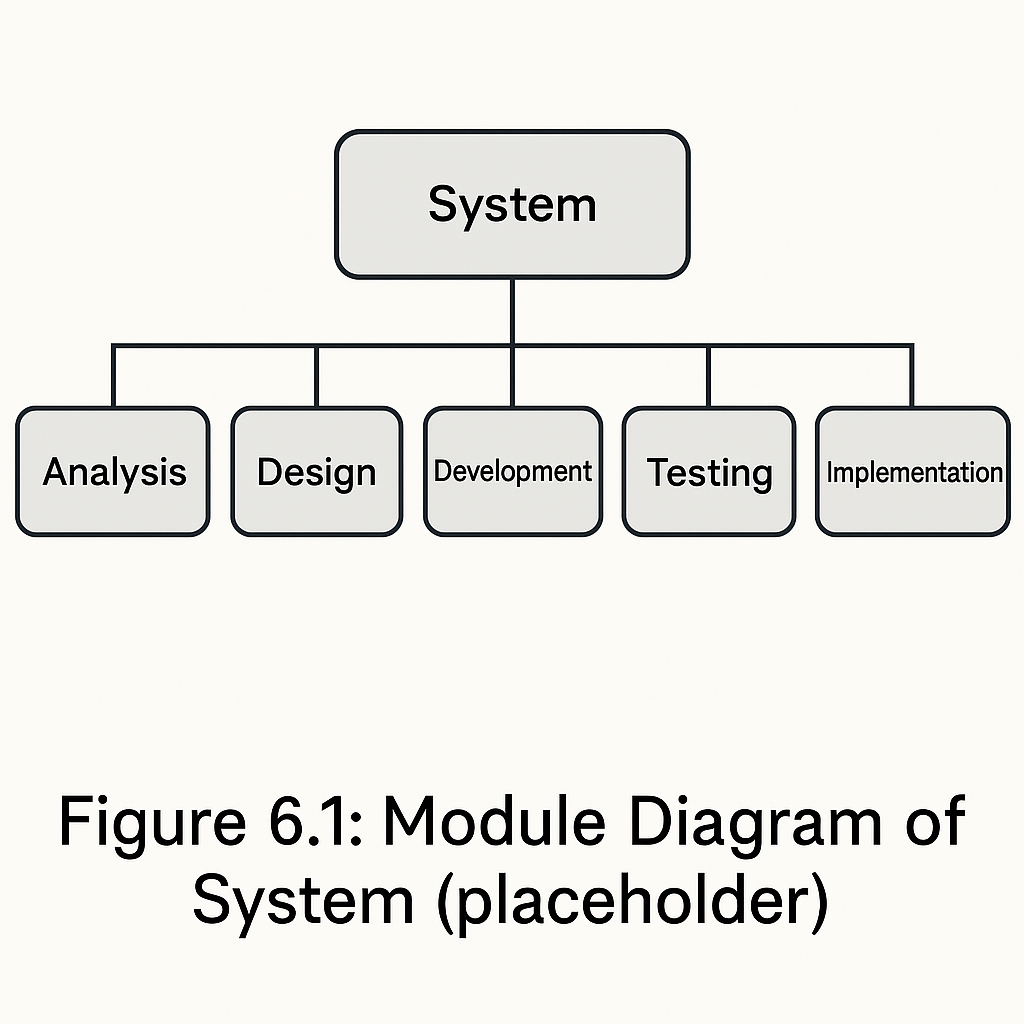 System
Analysis
Design
Development
Testing
Implementation
Figure 6.1: Module Diagram of
System (placeholder)